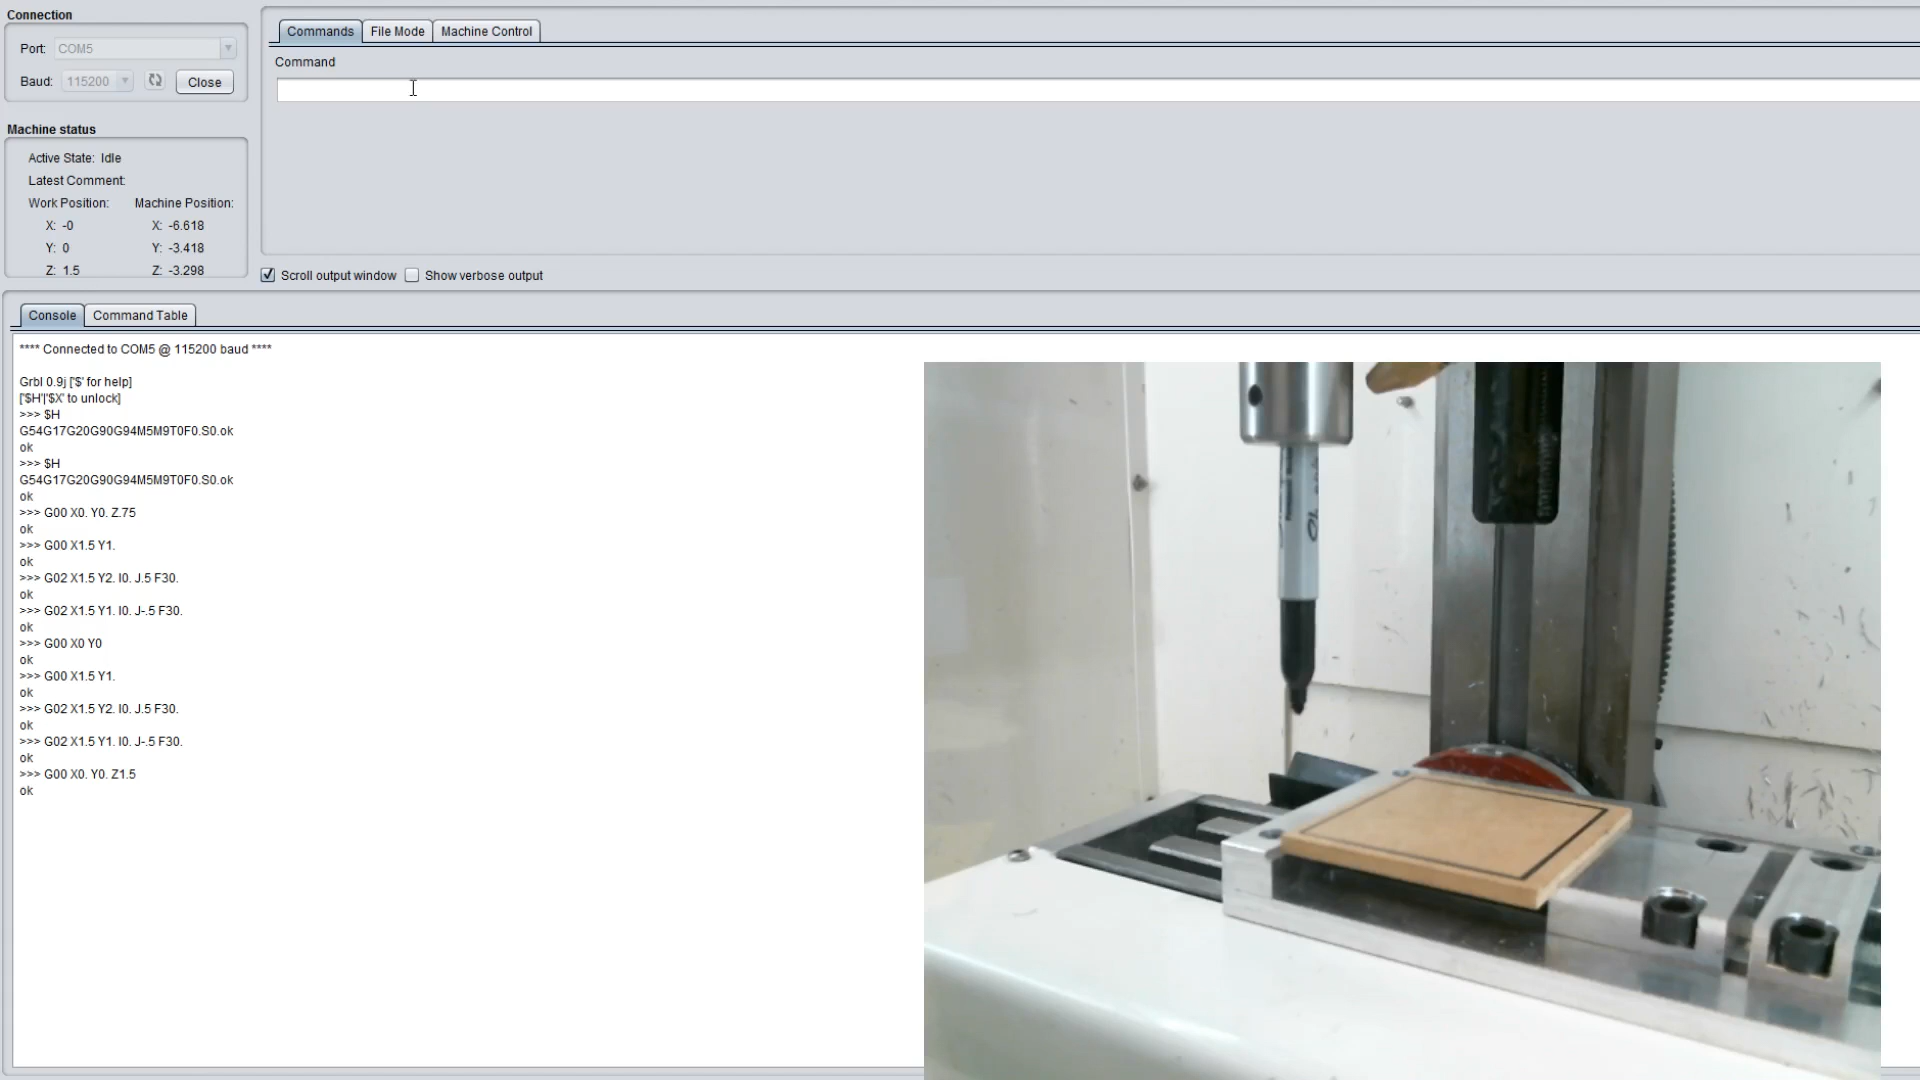 Connection
Port: COM5
Baud: 115200 Close
Machine status
Active State: Idle
Latest Comment:
Work Position: Machine Position:
X: -0 X: -6.618
Y: 0 Y: -3.418
Z: 1.5 Z: -3.298
Commands File Mode Machine Control
Command
Scroll output window Show verbose output
Console Command Table
**** Connected to COM5 @ 115200 baud ****
Grbl 0.9j ['$' for help]
['$H'|'$X' to unlock]
>>> $H
G54G17G20G90G94M5M9T0F0.S0.ok
ok
>>> $H
G54G17G20G90G94M5M9T0F0.S0.ok
ok
>>> G00 X0. Y0. Z.75
ok
>>> G00 X1.5 Y1.
ok
>>> G02 X1.5 Y2. I0. J.5 F30.
ok
>>> G02 X1.5 Y1. I0. J-.5 F30.
ok
>>> G00 X0 Y0
ok
>>> G00 X1.5 Y1.
ok
>>> G02 X1.5 Y2. I0. J.5 F30.
ok
>>> G02 X1.5 Y1. I0. J-.5 F30.
ok
>>> G00 X0. Y0. Z1.5
ok